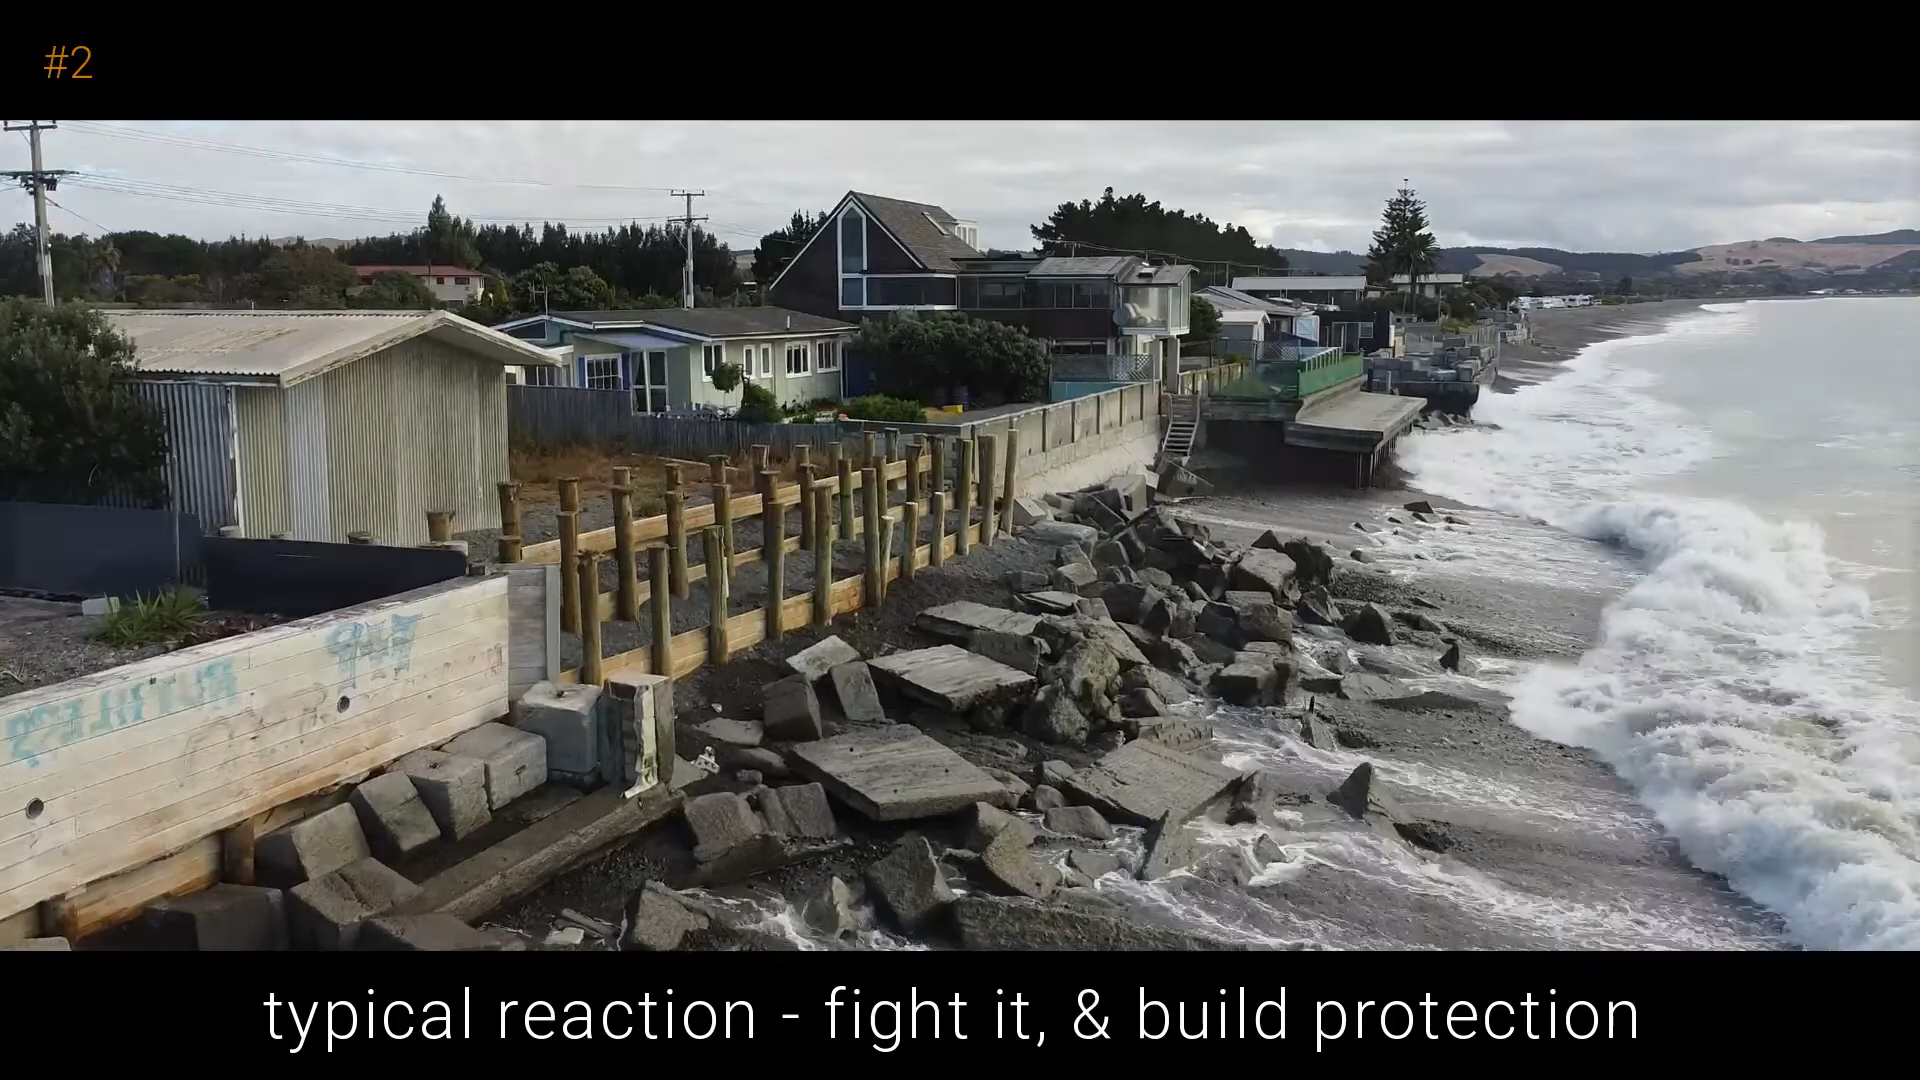 #2
typical reaction - fight it, & build protection